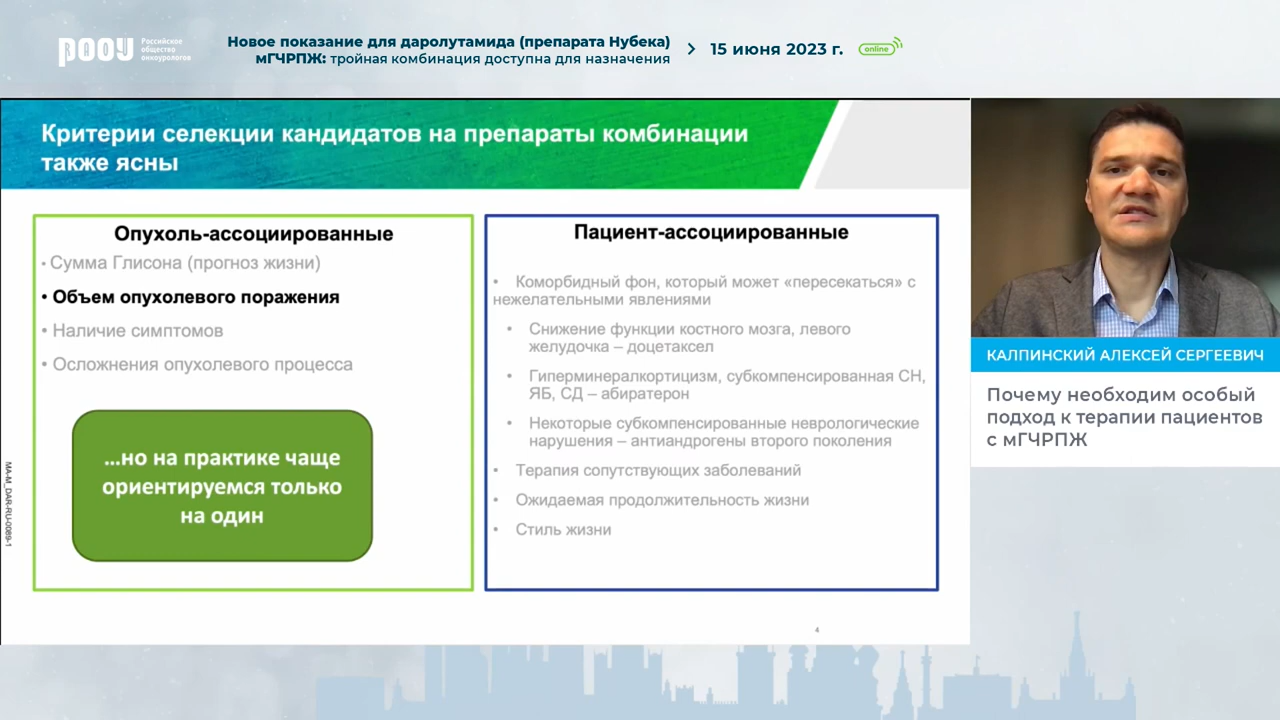 РООУ
Российское
общество
онкоурологов
Новое показание для даролутамида (препарата Нубека)
мГЧРПЖ: тройная комбинация доступна для назначения
15 июня 2023 г.
online
Критерии селекции кандидатов на препараты комбинации
также ясны
Опухоль-ассоциированные
• Сумма Глисона (прогноз жизни)
• Объем опухолевого поражения
• Наличие симптомов
• Осложнения опухолевого процесса
...но на практике чаще
ориентируемся только
на один
Пациент-ассоциированные
• Коморбидный фон, который может «пересекаться» с
нежелательными явлениями
• Снижение функции костного мозга, левого
желудочка – доцетаксел
• Гиперминералкортицизм, субкомпенсированная СН,
ЯБ, СД – абиратерон
• Некоторые субкомпенсированные неврологические
нарушения – антиандрогены второго поколения
• Терапия сопутствующих заболеваний
• Ожидаемая продолжительность жизни
• Стиль жизни
MA-M_DAR-RU-0089-1
4
КАЛПИНСКИЙ АЛЕКСЕЙ СЕРГЕЕВИЧ
Почему необходим особый
подход к терапии пациентов
с мГЧРПЖ